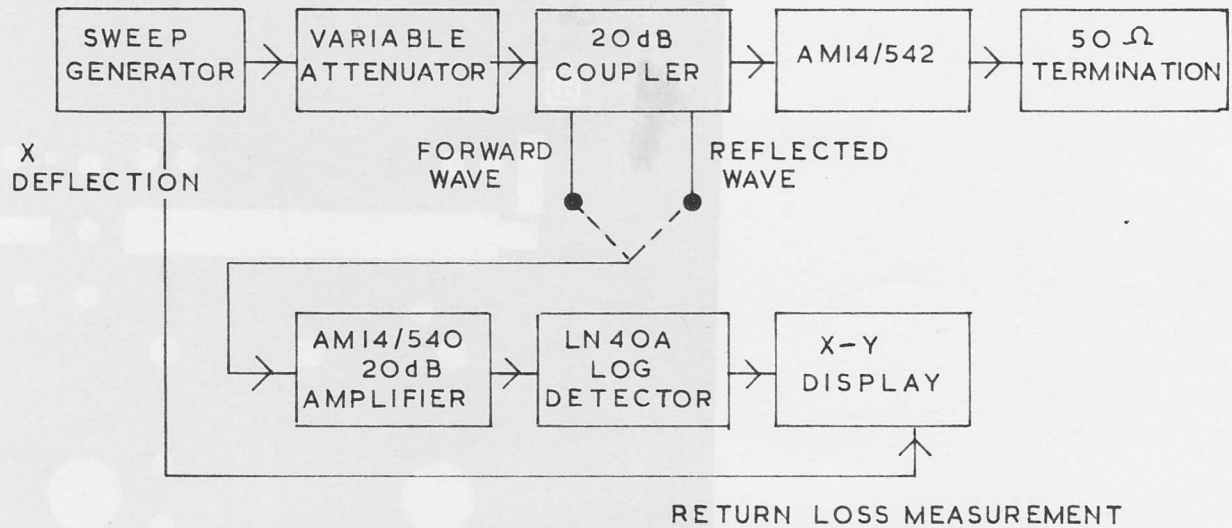 SWEEP
GENERATOR
VARIABLE
ATTENUATOR
20dB
COUPLER
AM14/542
50 Ω
TERMINATION
X
DEFLECTION
FORWARD
WAVE
REFLECTED
WAVE
AM14/540
20dB
AMPLIFIER
LN40A
LOG
DETECTOR
X-Y
DISPLAY
RETURN LOSS MEASUREMENT